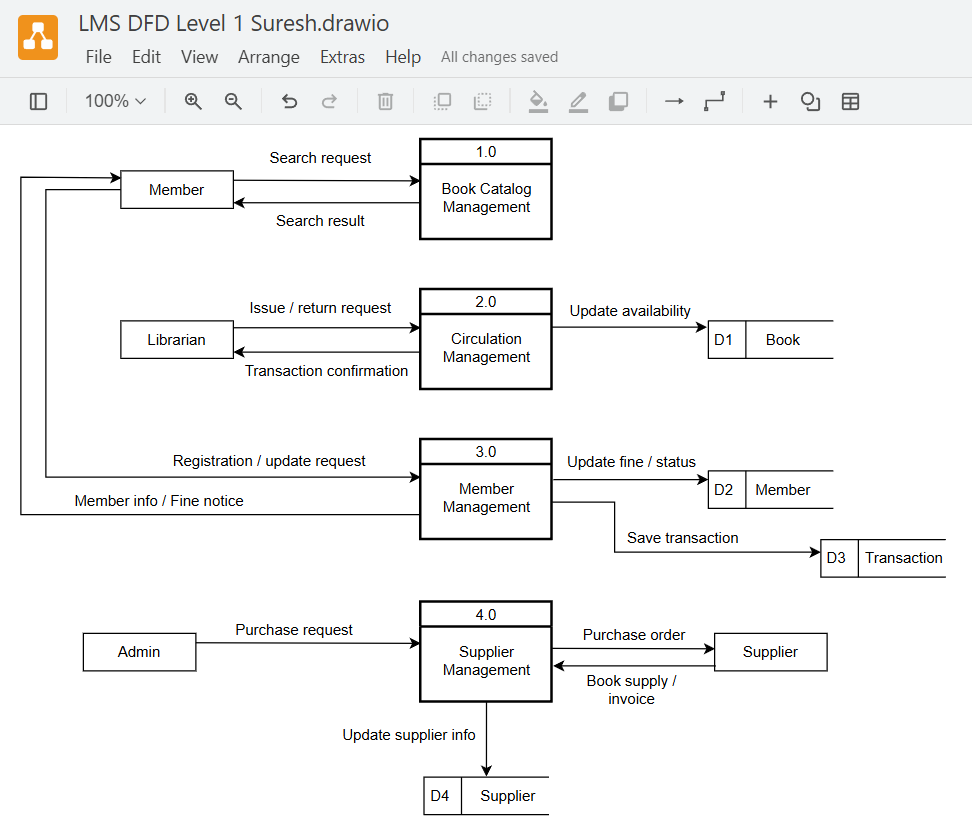 LMS DFD Level 1 Suresh.drawio
File Edit View Arrange Extras Help All changes saved
100%
Search request
1.0
Member
Book Catalog
Management
Search result
Issue / return request
2.0
Update availability
Librarian
Circulation
Management
D1 Book
Transaction confirmation
3.0
Registration / update request
Update fine / status
Member
Management
D2 Member
Member info / Fine notice
Save transaction
D3 Transaction
4.0
Purchase request
Purchase order
Admin
Supplier
Management
Supplier
Book supply /
invoice
Update supplier info
D4 Supplier